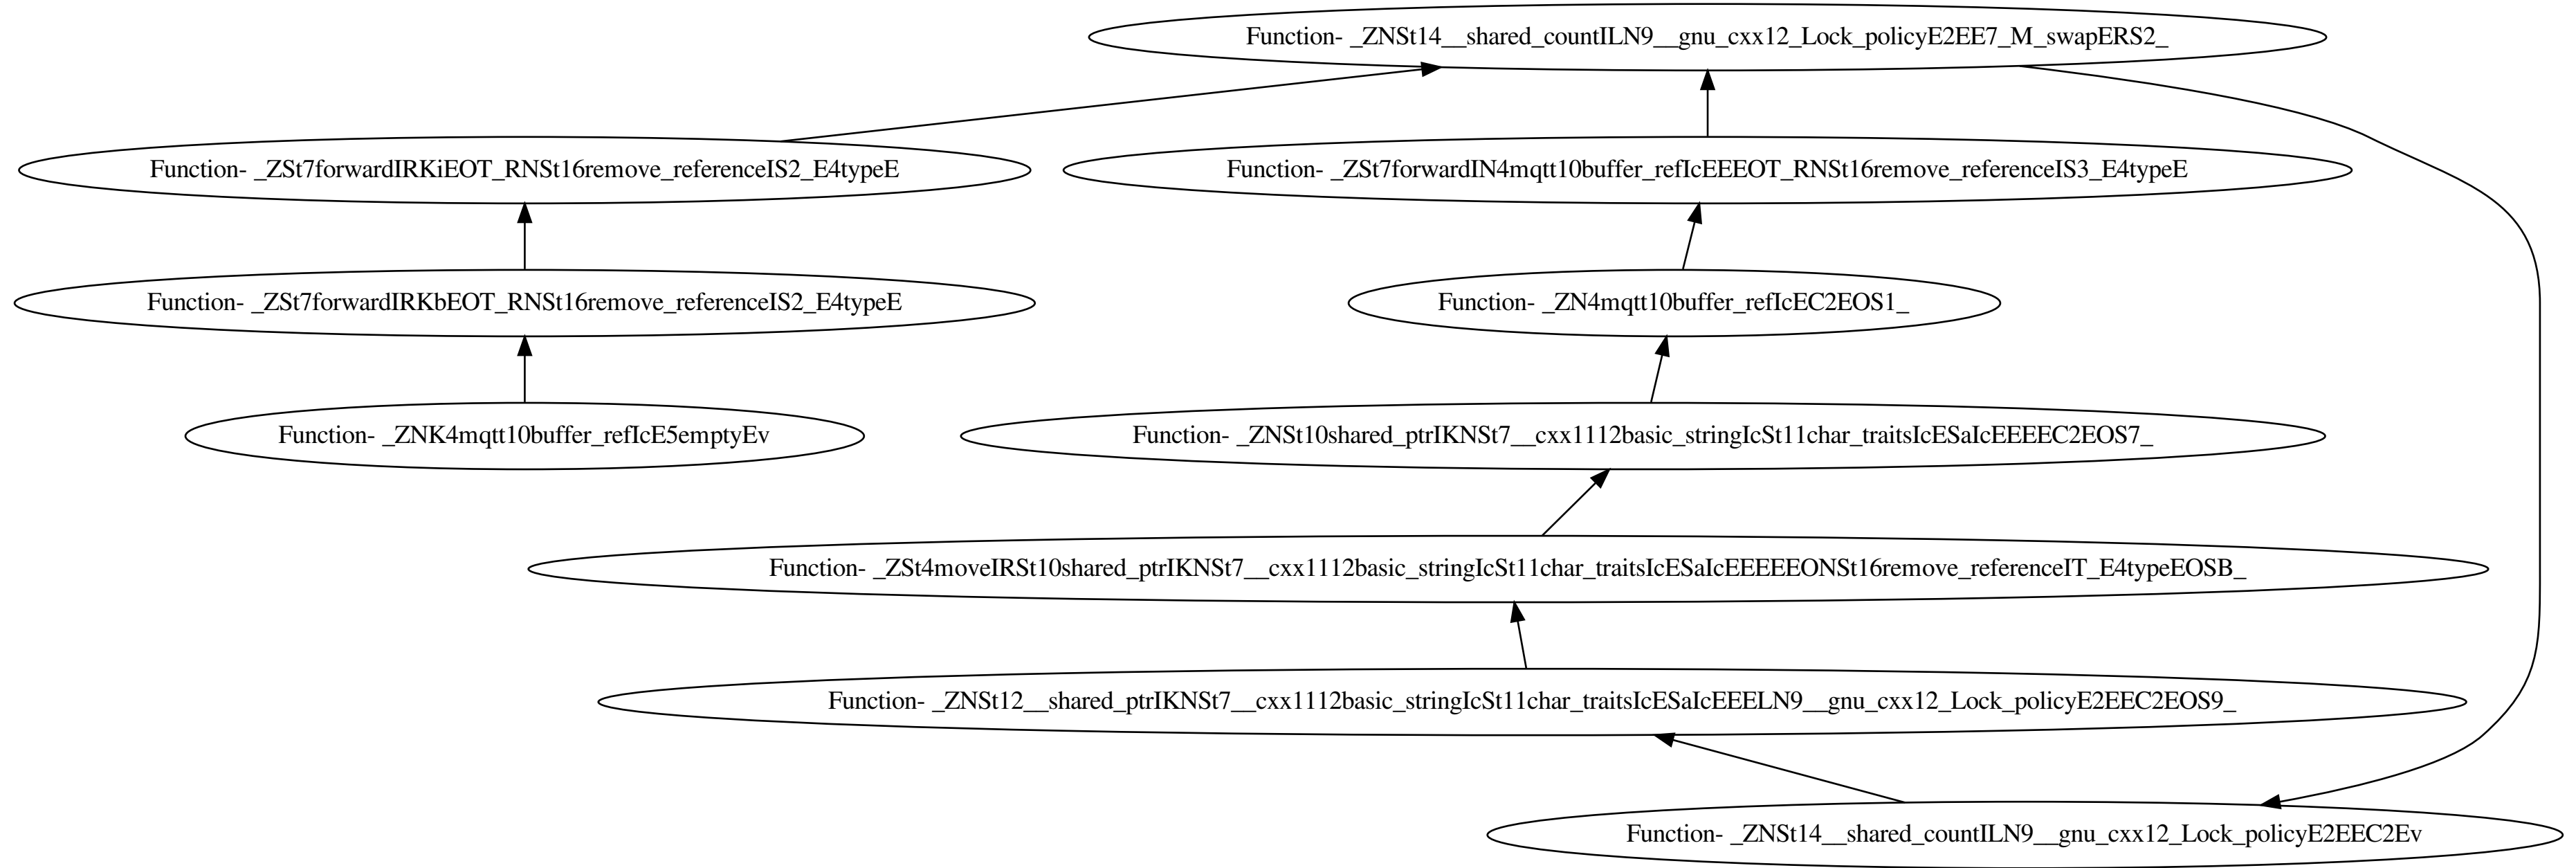 Function- _ZNSt14__shared_countILN9__gnu_cxx12_Lock_policyE2EE7_M_swapERS2_
Function- _ZSt7forwardIRKiEOT_RNSt16remove_referenceIS2_E4typeE
Function- _ZSt7forwardIN4mqtt10buffer_refIcEEEOT_RNSt16remove_referenceIS3_E4typeE
Function- _ZSt7forwardIRKbEOT_RNSt16remove_referenceIS2_E4typeE
Function- _ZN4mqtt10buffer_refIcEC2EOS1_
Function- _ZNK4mqtt10buffer_refIcE5emptyEv
Function- _ZNSt10shared_ptrIKNSt7__cxx1112basic_stringIcSt11char_traitsIcESaIcEEEEC2EOS7_
Function- _ZSt4moveIRSt10shared_ptrIKNSt7__cxx1112basic_stringIcSt11char_traitsIcESaIcEEEEEONSt16remove_referenceIT_E4typeEOSB_
Function- _ZNSt12__shared_ptrIKNSt7__cxx1112basic_stringIcSt11char_traitsIcESaIcEEELN9__gnu_cxx12_Lock_policyE2EEC2EOS9_
Function- _ZNSt14__shared_countILN9__gnu_cxx12_Lock_policyE2EEC2Ev